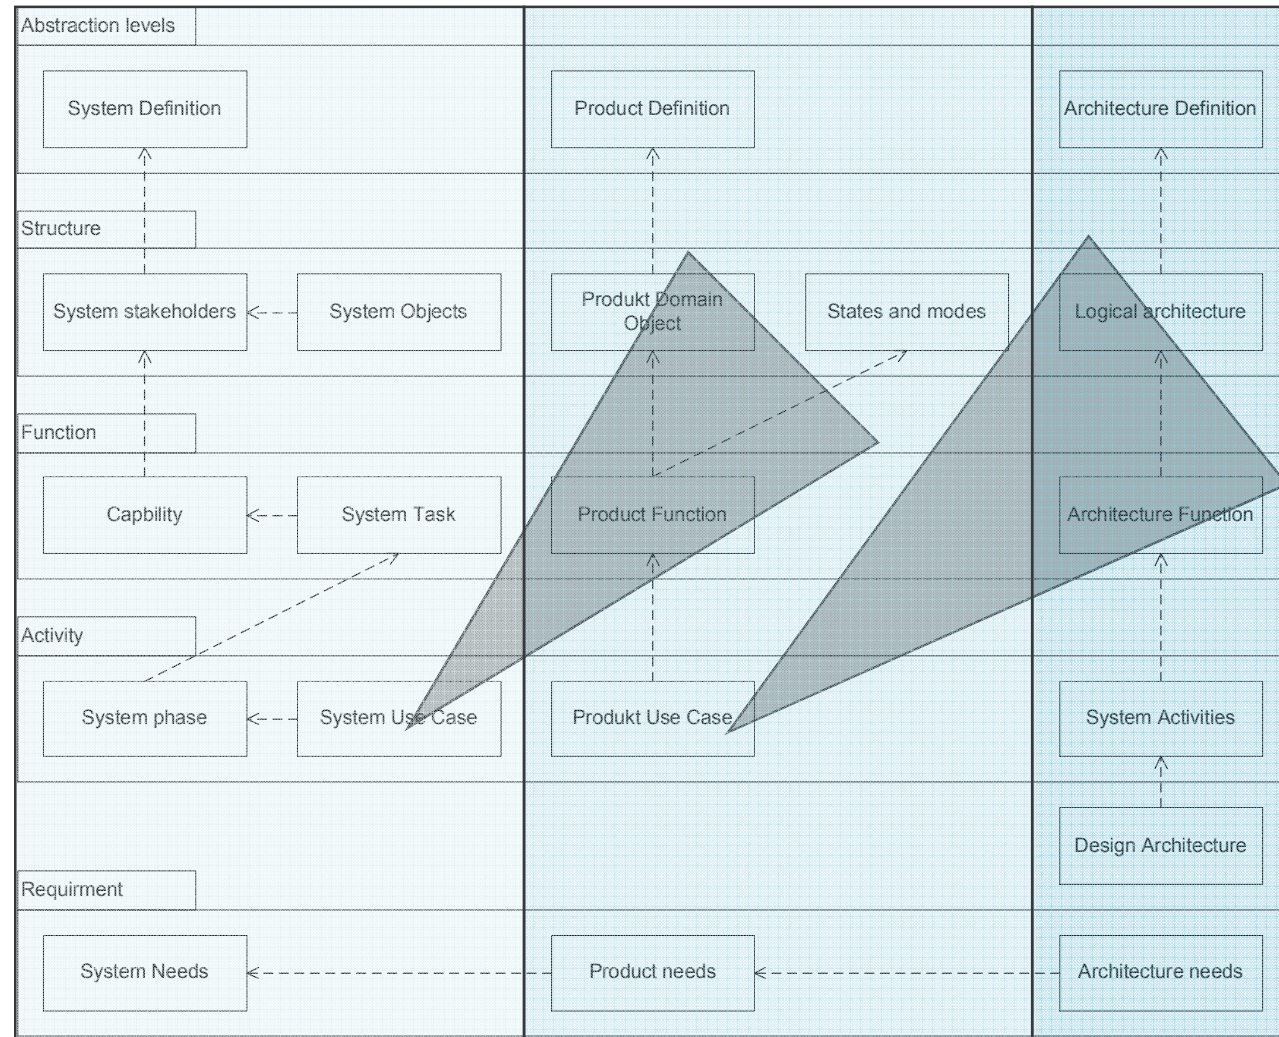 Abstraction levels
System Definition
Product Definition
Architecture Definition
Structure
System stakeholders
System Objects
Produkt Domain
Object
States and modes
Logical architecture
Function
Capbility
System Task
Product Function
Architecture Function
Activity
System phase
System Use Case
Produkt Use Case
System Activities
Design Architecture
Requirment
System Needs
Product needs
Architecture needs